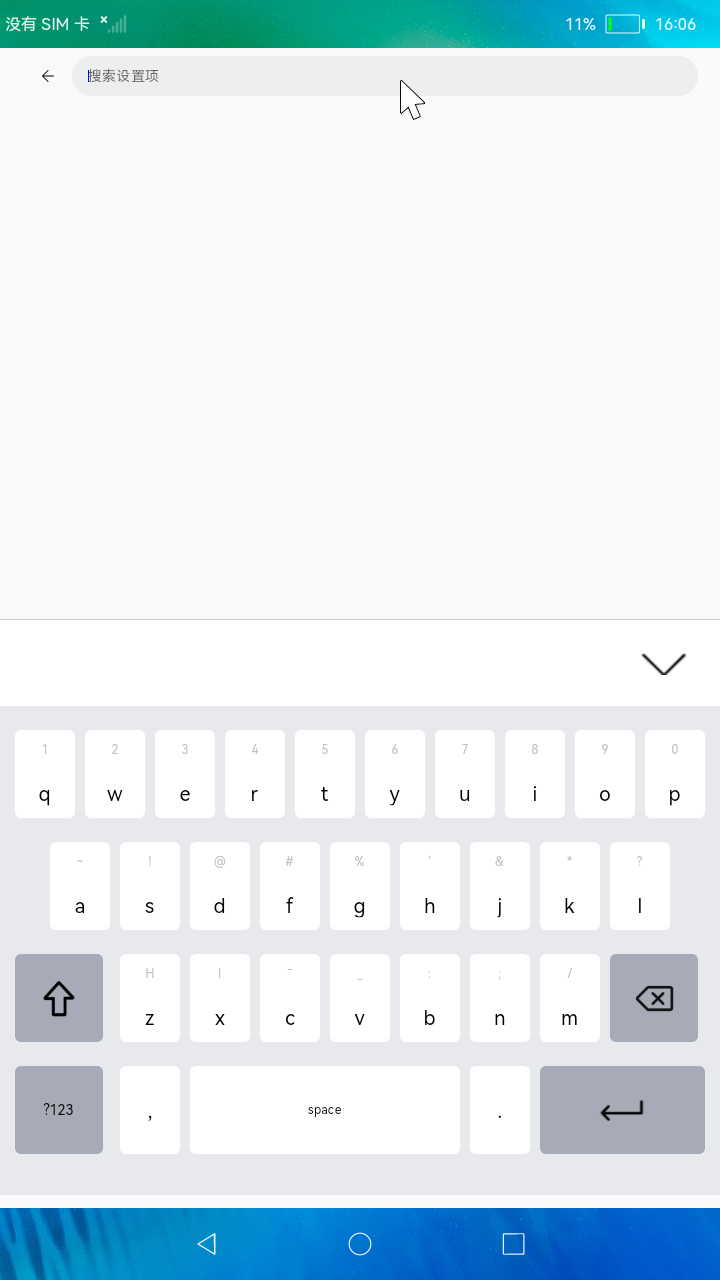 没有 SIM 卡 11% 16:06
搜索设置项
1 2 3 4 5 6 7 8 9 0
q w e r t y u i o p
~ ! @ # % ' & * ?
a s d f g h j k l
H I - _ : ; /
z x c v b n m
?123 , space .